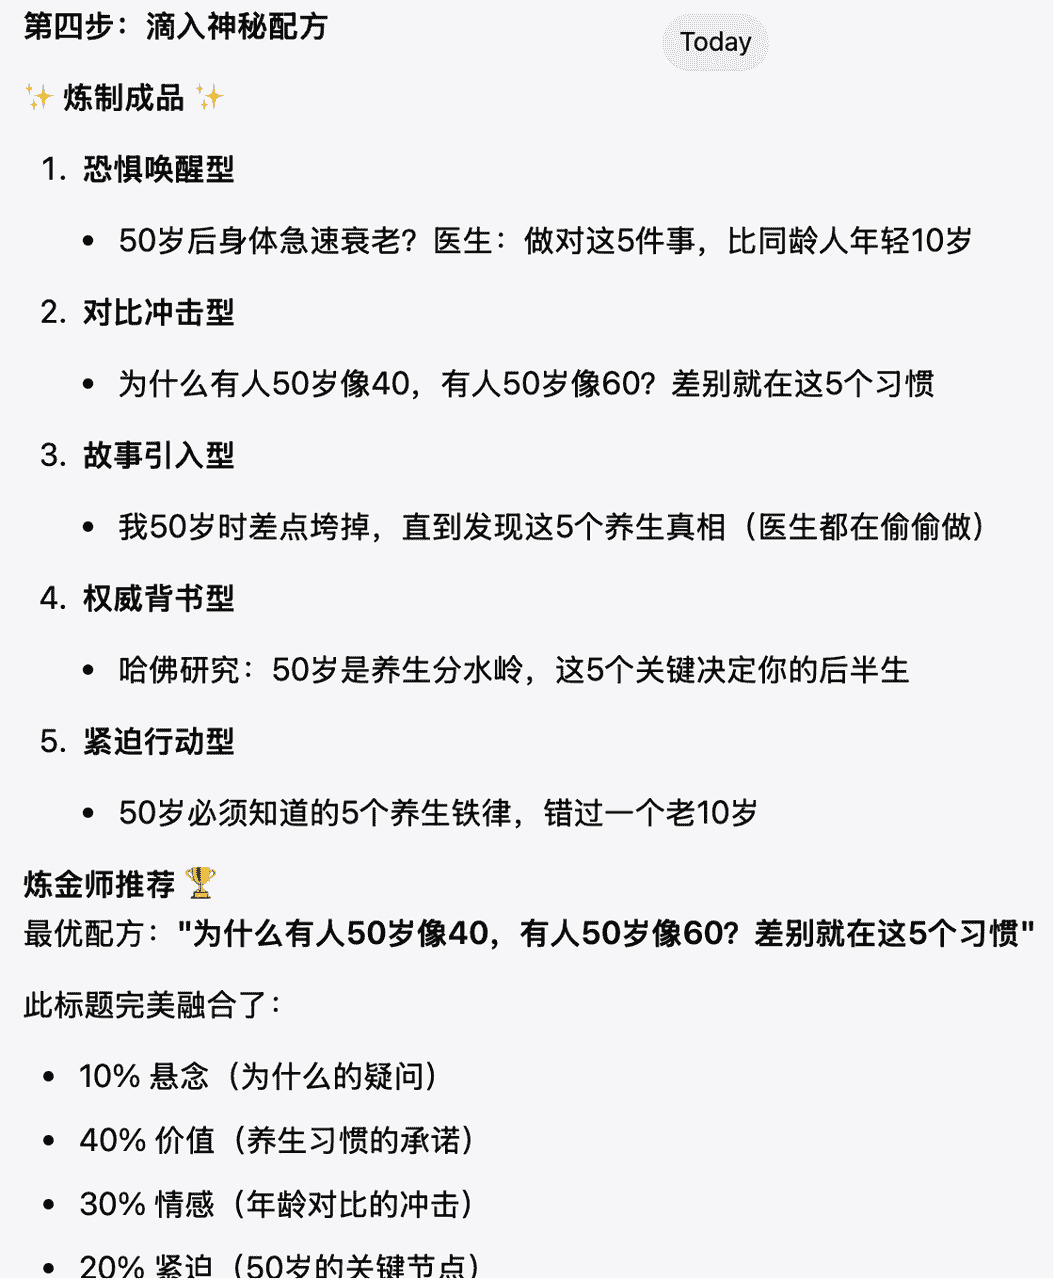 第四步：滴入神秘配方
Today
✨ 炼制成品 ✨
1. 恐惧唤醒型
• 50岁后身体急速衰老？医生：做对这5件事，比同龄人年轻10岁
2. 对比冲击型
• 为什么有人50岁像40，有人50岁像60？差别就在这5个习惯
3. 故事引入型
• 我50岁时差点垮掉，直到发现这5个养生真相（医生都在偷偷做）
4. 权威背书型
• 哈佛研究：50岁是养生分水岭，这5个关键决定你的后半生
5. 紧迫行动型
• 50岁必须知道的5个养生铁律，错过一个老10岁
炼金师推荐 🏆
最优配方："为什么有人50岁像40，有人50岁像60？差别就在这5个习惯"
此标题完美融合了：
• 10% 悬念（为什么的疑问）
• 40% 价值（养生习惯的承诺）
• 30% 情感（年龄对比的冲击）
• 20% 紧迫（50岁的关键节点）